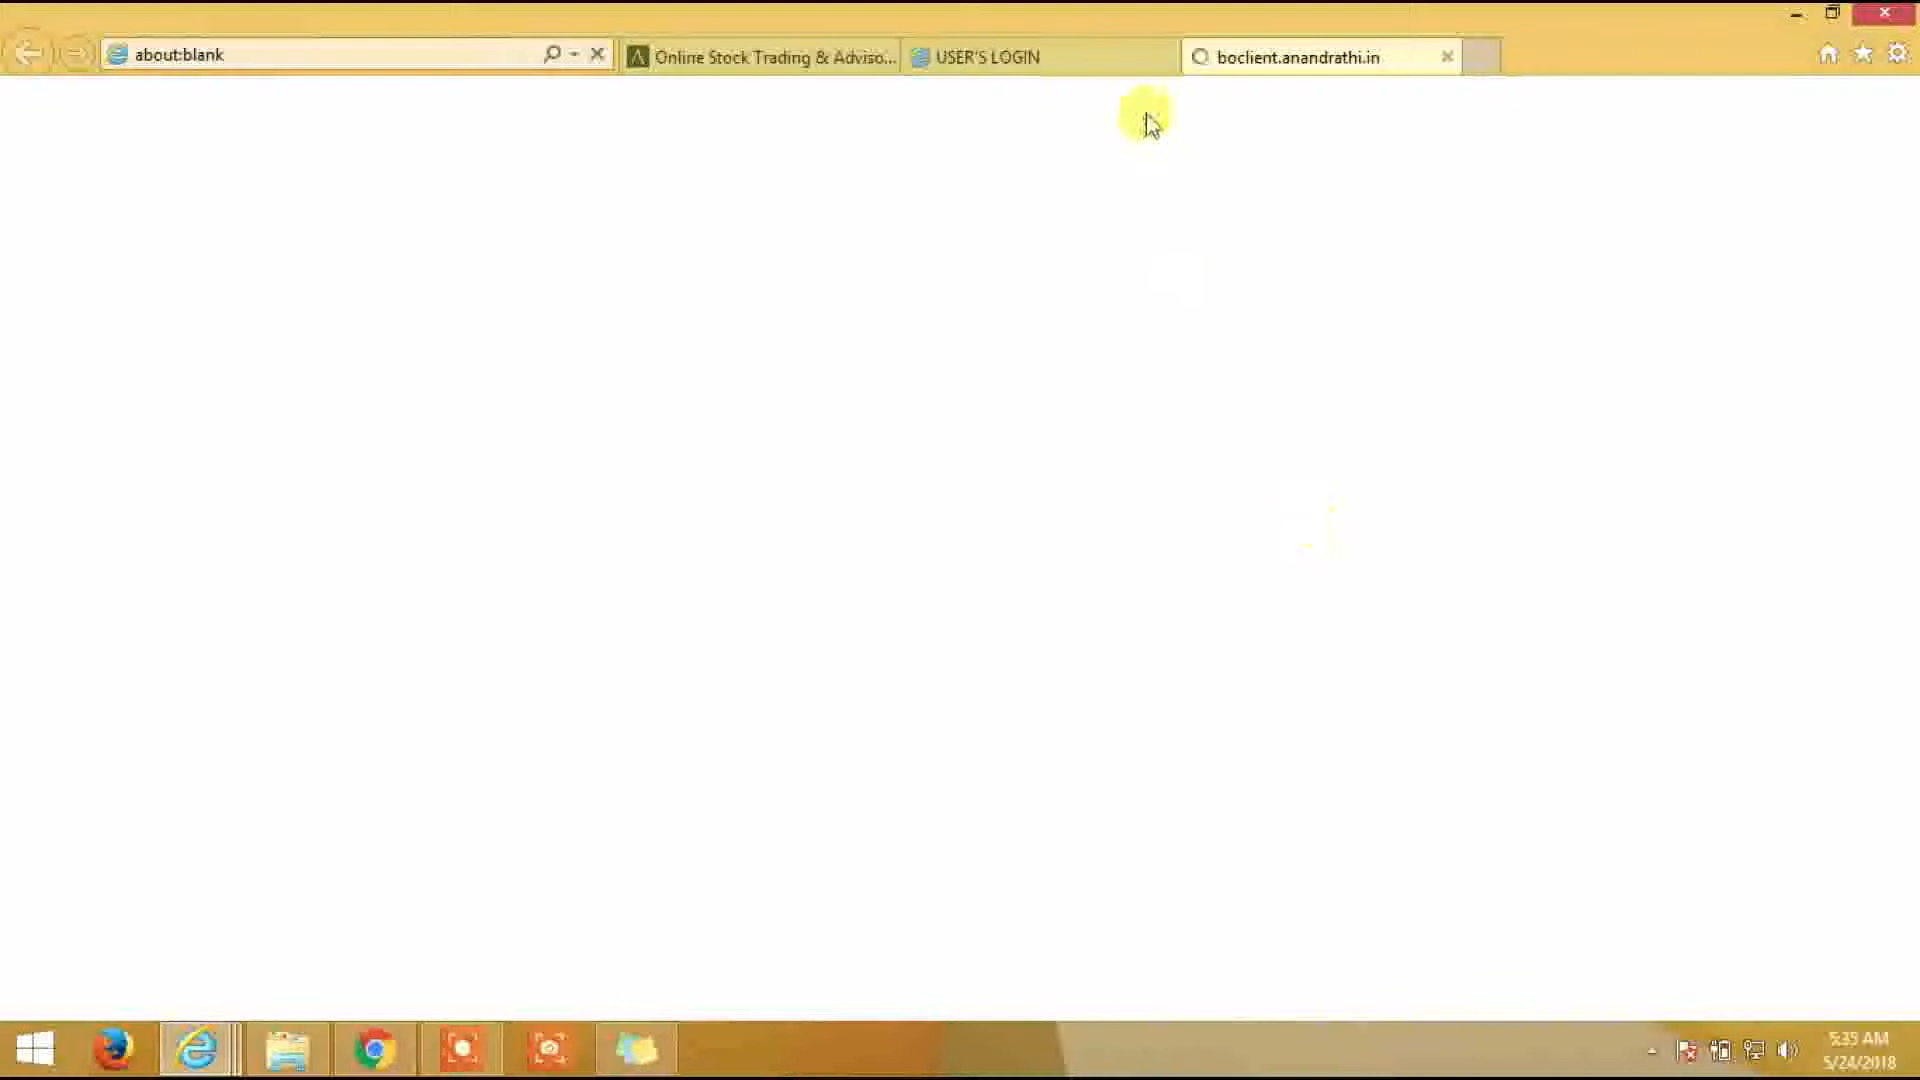 about:blank
Online Stock Trading & Adviso...
USER'S LOGIN
boclient.anandrathi.in
5:35 AM
5/24/2018